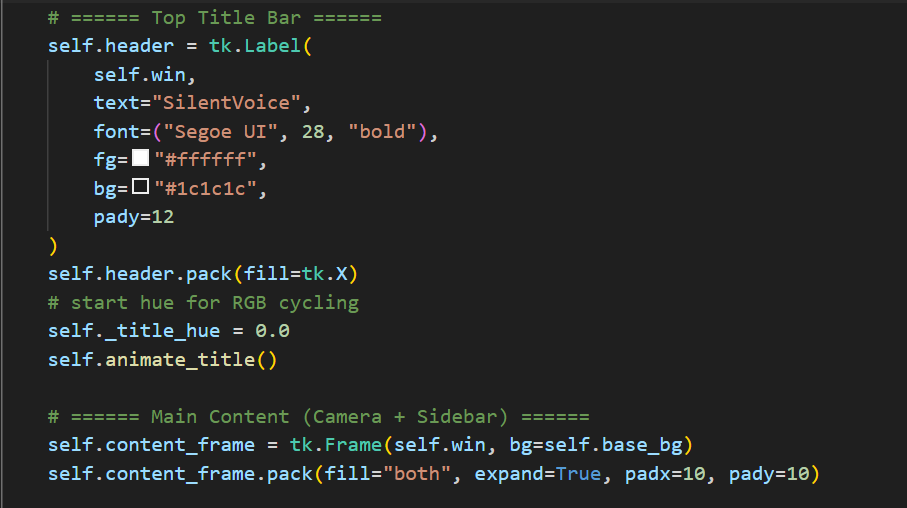 # ====== Top Title Bar ======
self.header = tk.Label(
    self.win,
    text="SilentVoice",
    font=("Segoe UI", 28, "bold"),
    fg="#ffffff",
    bg="#1c1c1c",
    pady=12
)
self.header.pack(fill=tk.X)
# start hue for RGB cycling
self._title_hue = 0.0
self.animate_title()

# ====== Main Content (Camera + Sidebar) ======
self.content_frame = tk.Frame(self.win, bg=self.base_bg)
self.content_frame.pack(fill="both", expand=True, padx=10, pady=10)